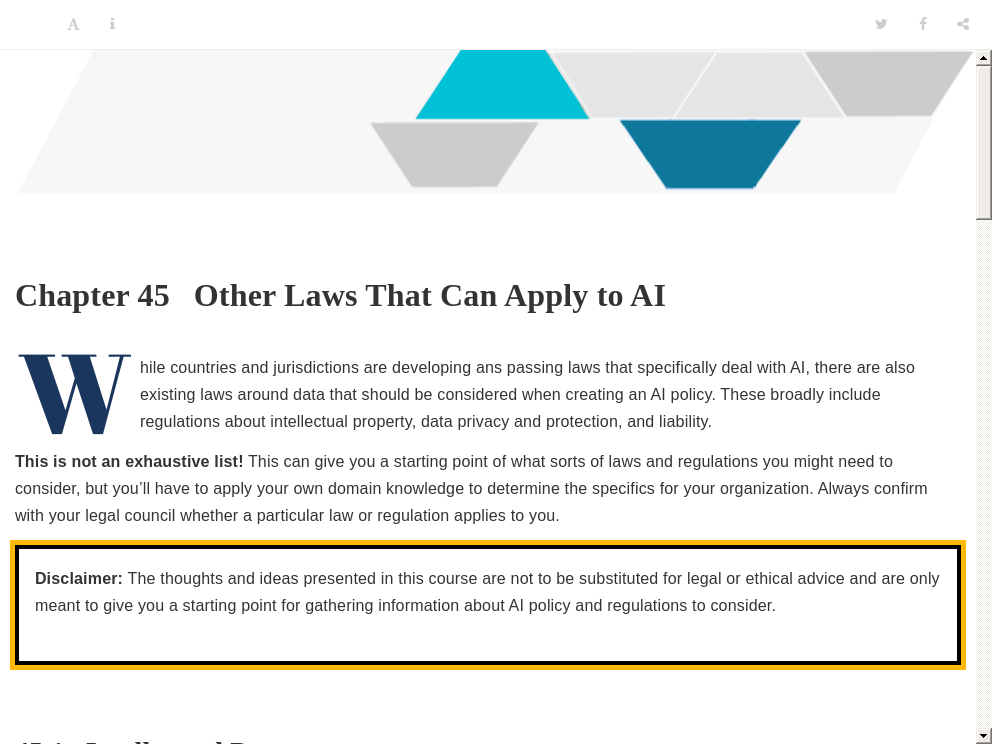 Chapter 45 Other Laws That Can Apply to AI
While countries and jurisdictions are developing ans passing laws that specifically deal with AI, there are also
existing laws around data that should be considered when creating an AI policy. These broadly include
regulations about intellectual property, data privacy and protection, and liability.
This is not an exhaustive list! This can give you a starting point of what sorts of laws and regulations you might need to
consider, but you’ll have to apply your own domain knowledge to determine the specifics for your organization. Always confirm
with your legal council whether a particular law or regulation applies to you.
Disclaimer: The thoughts and ideas presented in this course are not to be substituted for legal or ethical advice and are only
meant to give you a starting point for gathering information about AI policy and regulations to consider.